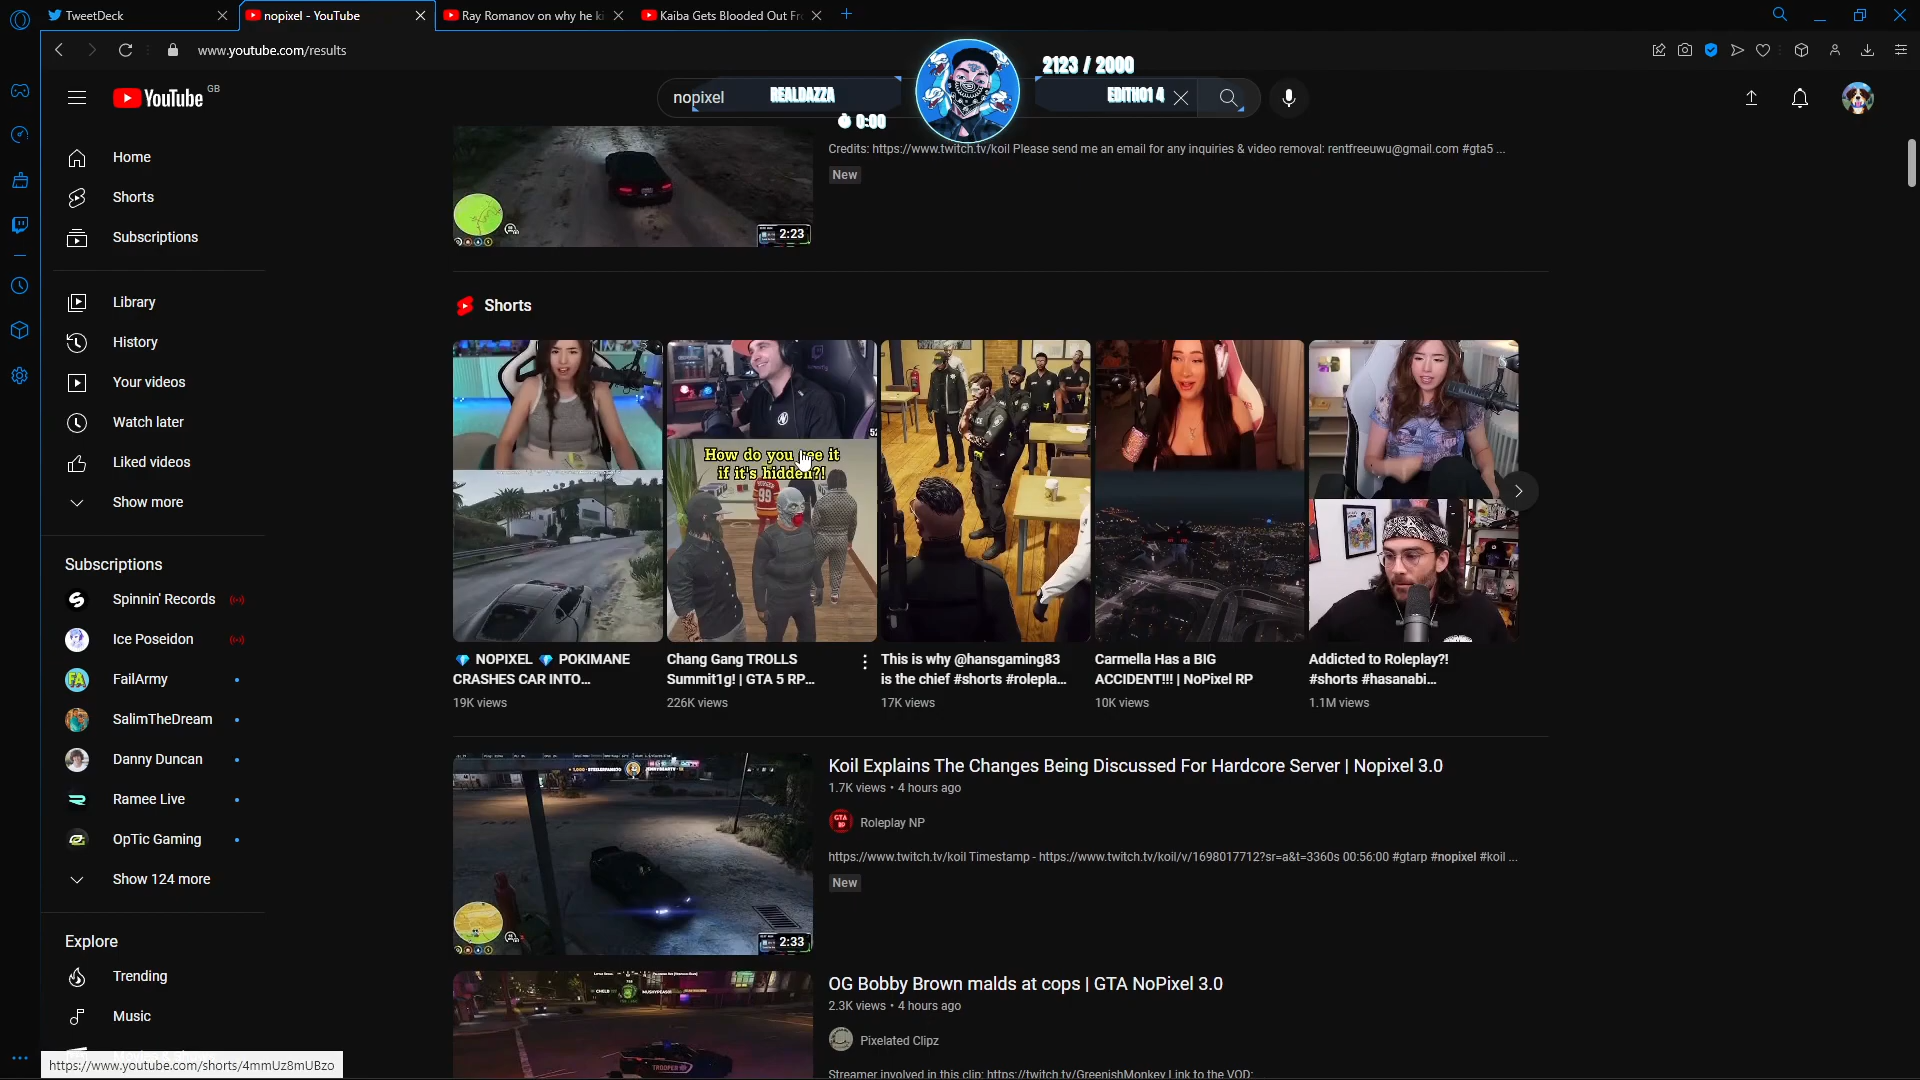 TweetDeck
nopixel - YouTube
Ray Romanov on why he ki
Kaiba Gets Blooded Out Fr
www.youtube.com/results
2123 / 2000
YouTube GB
nopixel
REALDAZZA
EDITH01 4
0:00
Home
Shorts
Subscriptions
Library
History
Your videos
Watch later
Liked videos
Show more
Subscriptions
Spinnin' Records
Ice Poseidon
FailArmy
SalimTheDream
Danny Duncan
Ramee Live
OpTic Gaming
Show 124 more
Explore
Trending
Music
https://www.youtube.com/shorts/4mmUz8mUBzo
Credits: https://www.twitch.tv/koil Please send me an email for any inquiries & video removal: rentfreeuwu@gmail.com #gta5 ...
New
2:23
Shorts
How do you see it
if it's hidden?!
99
💎 NOPIXEL 💎 POKIMANE
CRASHES CAR INTO...
19K views
Chang Gang TROLLS
Summit1g! | GTA 5 RP...
226K views
This is why @hansgaming83
is the chief #shorts #rolepla...
17K views
Carmella Has a BIG
ACCIDENT!!! | NoPixel RP
10K views
Addicted to Roleplay?!
#shorts #hasanabi...
1.1M views
Koil Explains The Changes Being Discussed For Hardcore Server | Nopixel 3.0
1.7K views • 4 hours ago
Roleplay NP
https://www.twitch.tv/koil Timestamp - https://www.twitch.tv/koil/v/1698017712?sr=a&t=3360s 00:56:00 #gtarp #nopixel #koil ...
New
2:33
OG Bobby Brown malds at cops | GTA NoPixel 3.0
2.3K views • 4 hours ago
Pixelated Clipz
Streamer involved in this clip: https://twitch.tv/GreenishMonkey Link to the VOD:
TROOPER